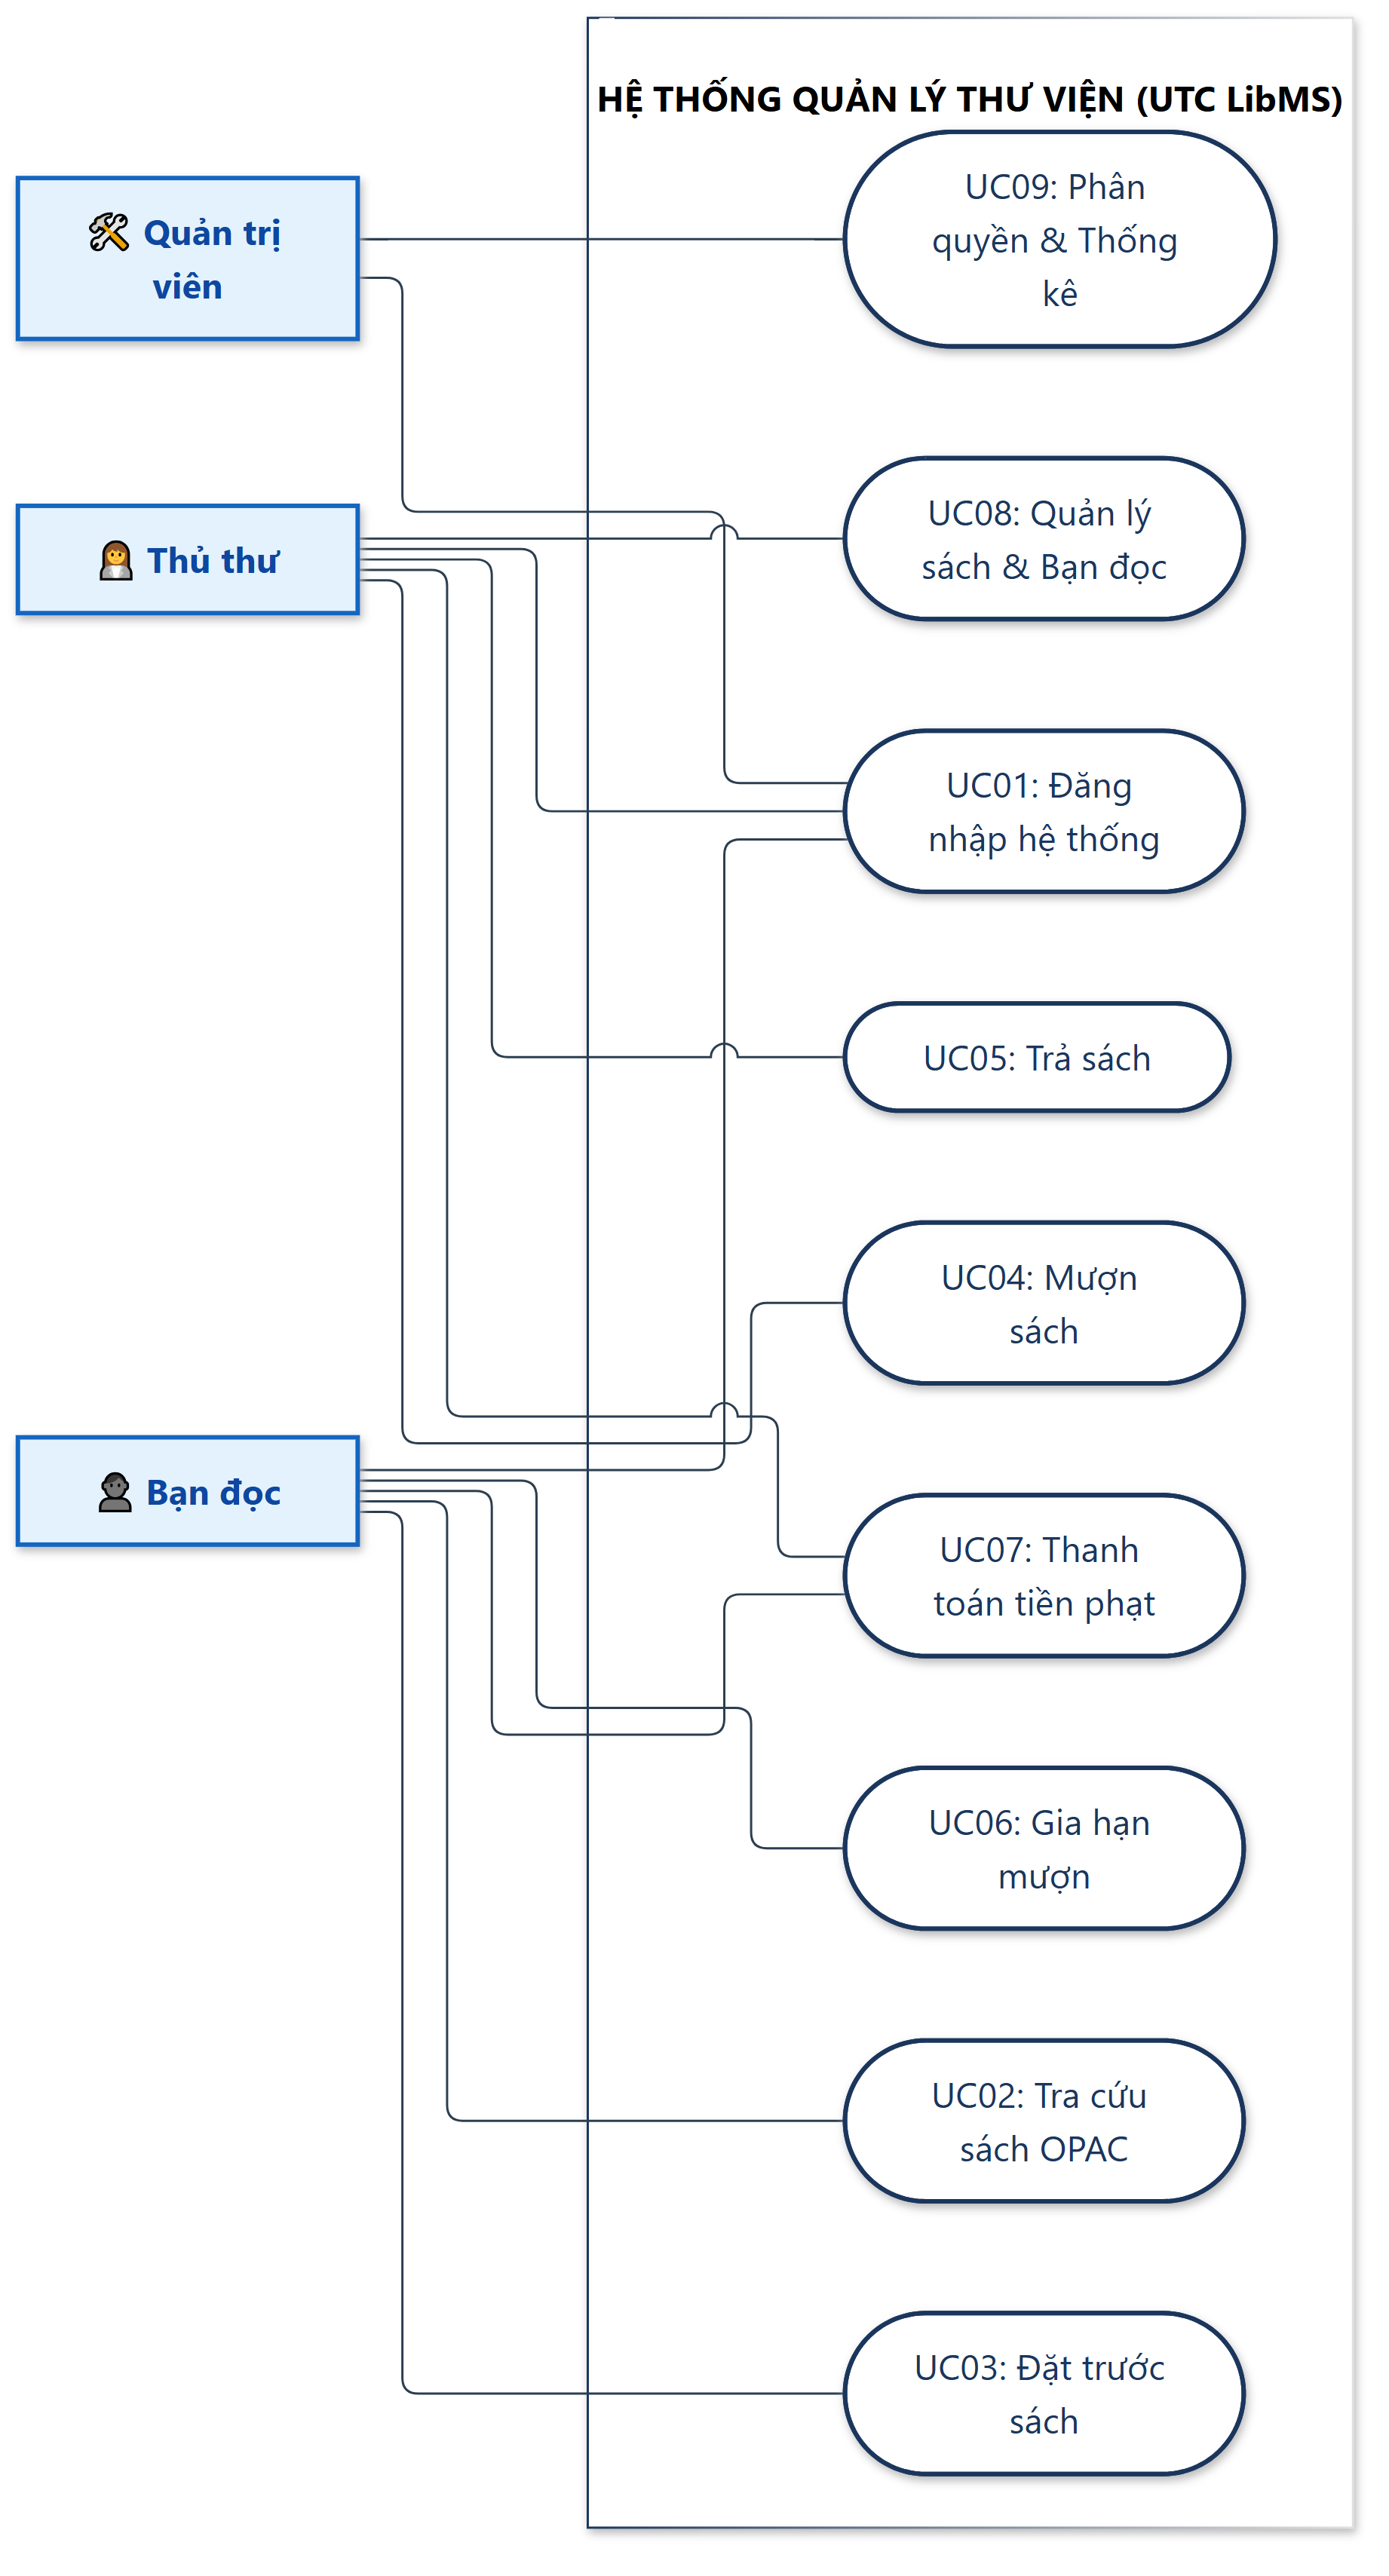 HỆ THỐNG QUẢN LÝ THƯ VIỆN (UTC LibMS)
Quản trị
viên
Thủ thư
Bạn đọc
UC09: Phân
quyền & Thống
kê
UC08: Quản lý
sách & Bạn đọc
UC01: Đăng
nhập hệ thống
UC05: Trả sách
UC04: Mượn
sách
UC07: Thanh
toán tiền phạt
UC06: Gia hạn
mượn
UC02: Tra cứu
sách OPAC
UC03: Đặt trước
sách